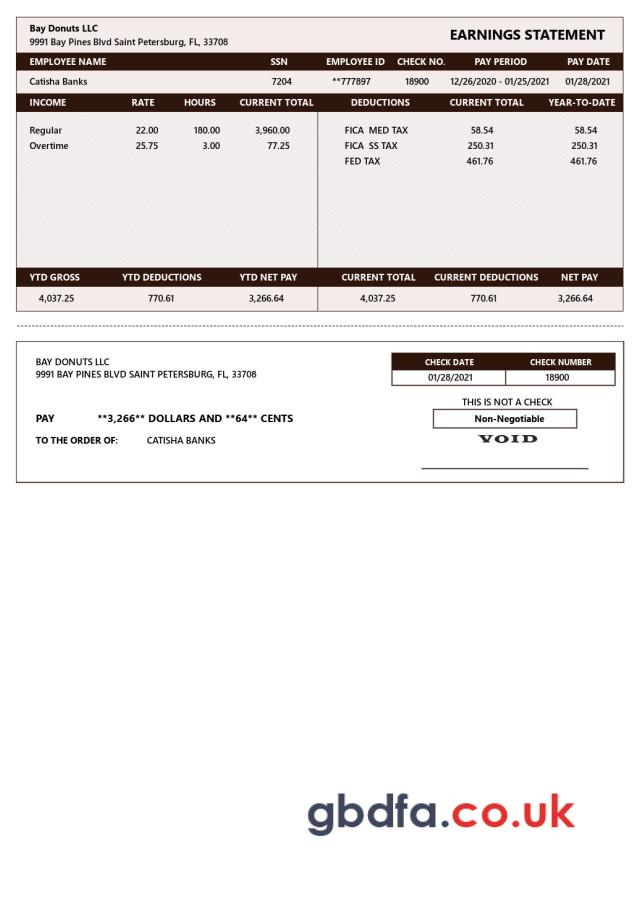 Bay Donuts LLC
9991 Bay Pines Blvd Saint Petersburg, FL, 33708
EARNINGS STATEMENT
EMPLOYEE NAME SSN EMPLOYEE ID CHECK NO. PAY PERIOD PAY DATE
Catisha Banks 7204 **777897 18900 12/26/2020 - 01/25/2021 01/28/2021
INCOME RATE HOURS CURRENT TOTAL DEDUCTIONS CURRENT TOTAL YEAR-TO-DATE
Regular 22.00 180.00 3,960.00 FICA MED TAX 58.54 58.54
Overtime 25.75 3.00 77.25 FICA SS TAX 250.31 250.31
FED TAX 461.76 461.76
YTD GROSS YTD DEDUCTIONS YTD NET PAY CURRENT TOTAL CURRENT DEDUCTIONS NET PAY
4,037.25 770.61 3,266.64 4,037.25 770.61 3,266.64
BAY DONUTS LLC
9991 BAY PINES BLVD SAINT PETERSBURG, FL, 33708
CHECK DATE CHECK NUMBER
01/28/2021 18900
THIS IS NOT A CHECK
PAY **3,266** DOLLARS AND **64** CENTS
Non-Negotiable
TO THE ORDER OF: CATISHA BANKS
VOID
gbdfa.co.uk